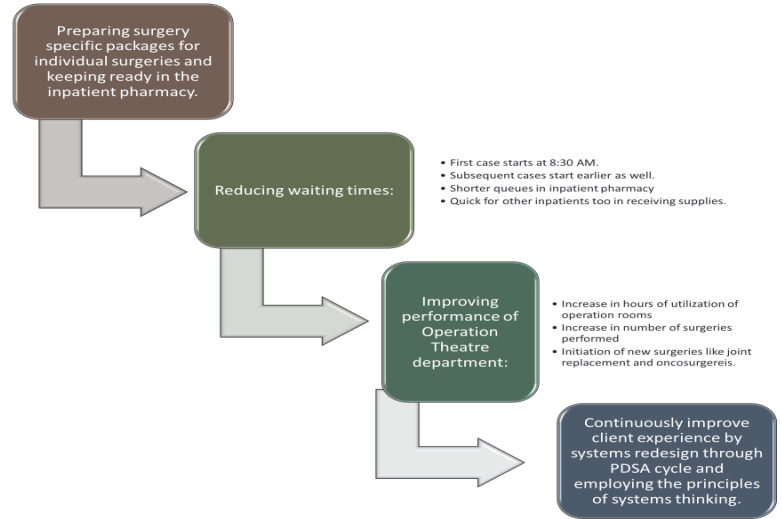 Preparing surgery
specific packages for
individual surgeries and
keeping ready in the
inpatient pharmacy.
Reducing waiting times:
• First case starts at 8:30 AM.
• Subsequent cases start earlier as well.
• Shorter queues in inpatient pharmacy
• Quick for other inpatients too in receiving supplies.
Improving
performance of
Operation
Theatre
department:
• Increase in hours of utilization of
operation rooms
• Increase in number of surgeries
performed
• Initiation of new surgeries like joint
replacement and oncosurgereis.
Continuously improve
client experience by
systems redesign through
PDSA cycle and
employing the principles
of systems thinking.